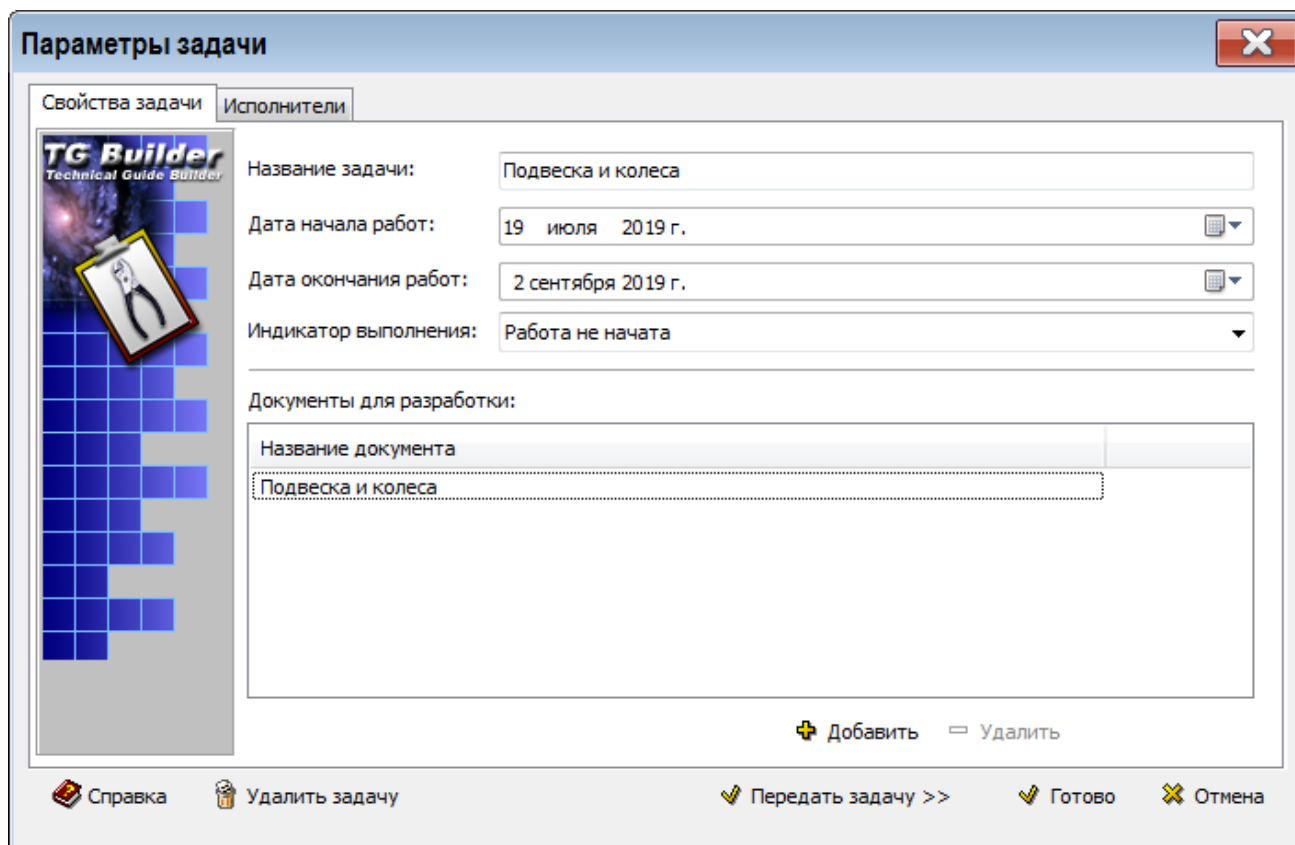 Параметры задачи
Свойства задачи Исполнители
TG Builder
Technical Guide Builder
Название задачи: Подвеска и колеса
Дата начала работ: 19 июля 2019 г.
Дата окончания работ: 2 сентября 2019 г.
Индикатор выполнения: Работа не начата
Документы для разработки:
Название документа
Подвеска и колеса
Добавить Удалить
Справка Удалить задачу Передать задачу >> Готово Отмена